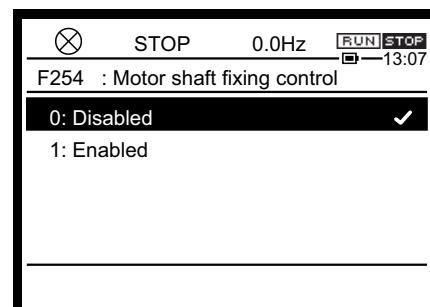 STOP 0.0Hz RUN STOP
13:07
F254 : Motor shaft fixing control
0: Disabled
1: Enabled